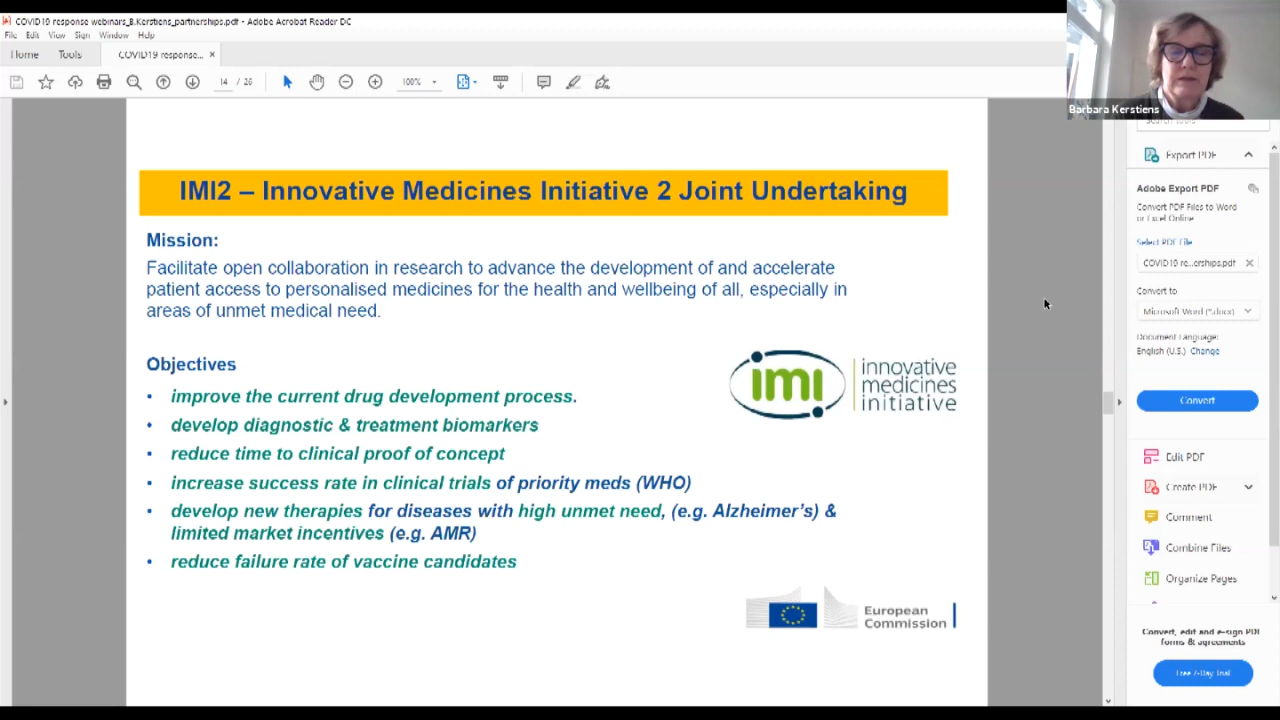 COVID19 response webinars_B.Kerstiens_partnerships.pdf - Adobe Acrobat Reader DC
File Edit View Sign Window Help
Home Tools COVID19 response... ×
14 / 26 100%
Barbara Kerstiens
IMI2 – Innovative Medicines Initiative 2 Joint Undertaking
Mission:
Facilitate open collaboration in research to advance the development of and accelerate
patient access to personalised medicines for the health and wellbeing of all, especially in
areas of unmet medical need.
Objectives
• improve the current drug development process.
• develop diagnostic & treatment biomarkers
• reduce time to clinical proof of concept
• increase success rate in clinical trials of priority meds (WHO)
• develop new therapies for diseases with high unmet need, (e.g. Alzheimer's) &
limited market incentives (e.g. AMR)
• reduce failure rate of vaccine candidates
imi
innovative
medicines
initiative
European
Commission
Export PDF
Adobe Export PDF
Convert PDF Files to Word
or Excel Online
Select PDF File
COVID19 re...erships.pdf ×
Convert to
Microsoft Word (*.docx)
Document Language:
English (U.S.) Change
Convert
Edit PDF
Create PDF
Comment
Combine Files
Organize Pages
Convert, edit and e-sign PDF
forms & agreements
Free 7-Day Trial